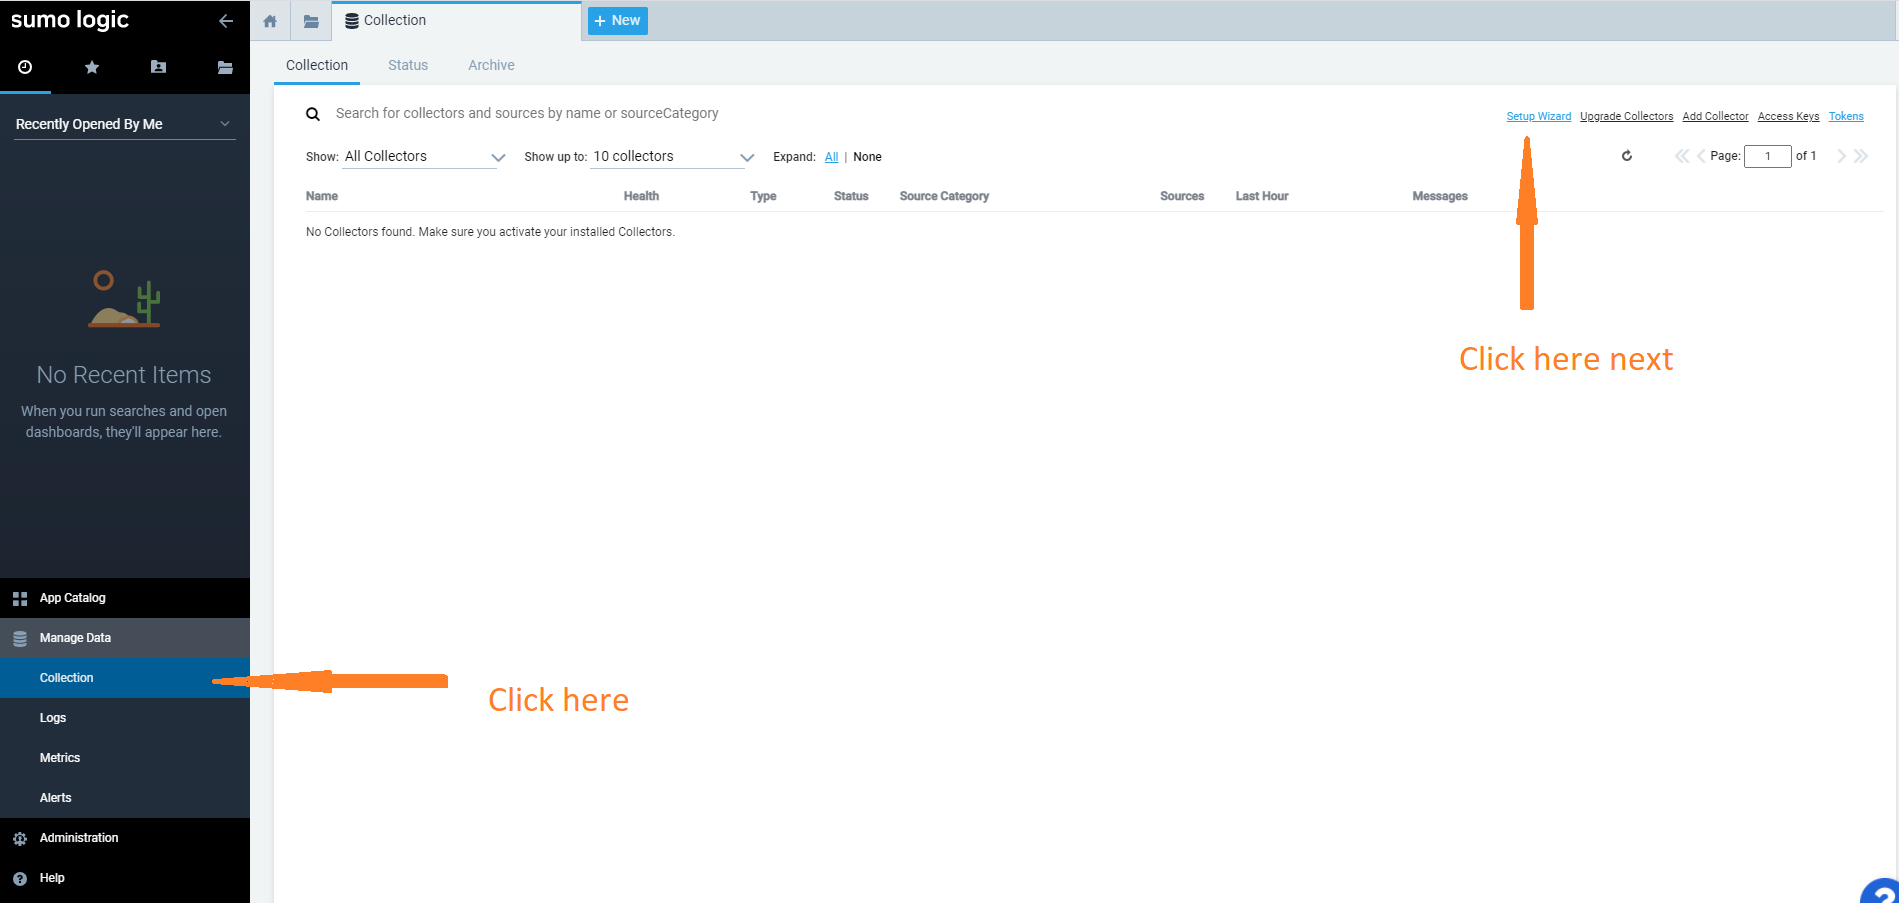 sumo logic
Collection
+ New
Collection Status Archive
Recently Opened By Me
Search for collectors and sources by name or sourceCategory
Setup Wizard Upgrade Collectors Add Collector Access Keys Tokens
Show: All Collectors Show up to: 10 collectors Expand: All | None Page: 1 of 1
Name Health Type Status Source Category Sources Last Hour Messages
No Collectors found. Make sure you activate your installed Collectors.
Click here next
No Recent Items
When you run searches and open
dashboards, they'll appear here.
App Catalog
Manage Data
Collection
Click here
Logs
Metrics
Alerts
Administration
? Help
?